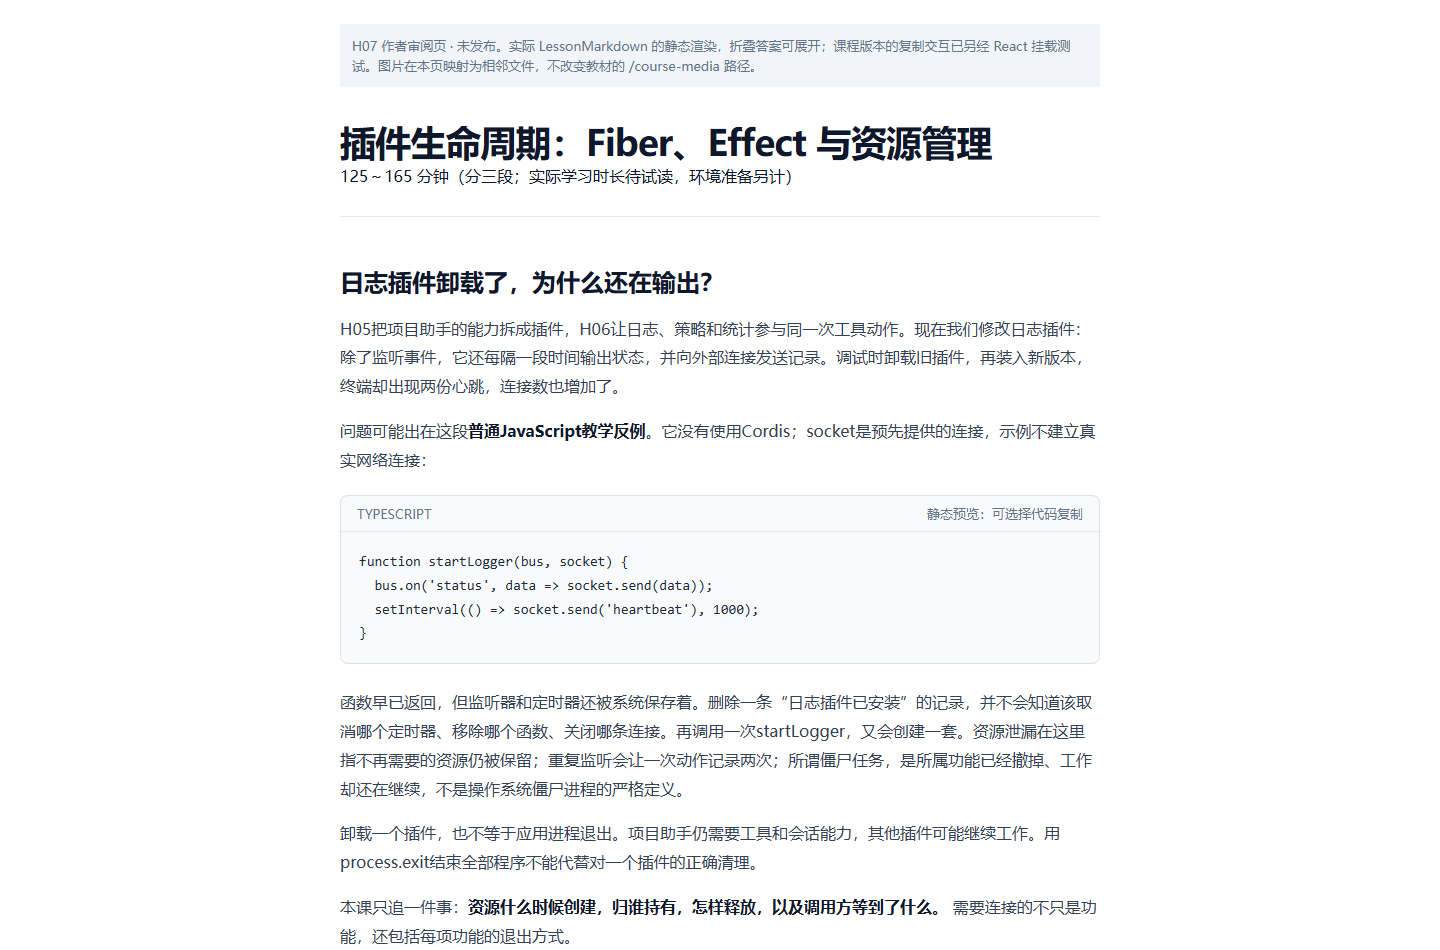 H07 作者审阅页 · 未发布。实际 LessonMarkdown 的静态渲染，折叠答案可展开；课程版本的复制交互已另经 React 挂载测
试。图片在本页映射为相邻文件，不改变教材的 /course-media 路径。
插件生命周期：Fiber、Effect 与资源管理
125～165 分钟（分三段；实际学习时长待试读，环境准备另计）
日志插件卸载了，为什么还在输出？
H05把项目助手的能力拆成插件，H06让日志、策略和统计参与同一次工具动作。现在我们修改日志插件：
除了监听事件，它还每隔一段时间输出状态，并向外部连接发送记录。调试时卸载旧插件，再装入新版本，
终端却出现两份心跳，连接数也增加了。
问题可能出在这段普通JavaScript教学反例。它没有使用Cordis；socket是预先提供的连接，示例不建立真
实网络连接：
TYPESCRIPT
静态预览：可选择代码复制
function startLogger(bus, socket) {
  bus.on('status', data => socket.send(data));
  setInterval(() => socket.send('heartbeat'), 1000);
}
函数早已返回，但监听器和定时器还被系统保存着。删除一条“日志插件已安装”的记录，并不会知道该取
消哪个定时器、移除哪个函数、关闭哪条连接。再调用一次startLogger，又会创建一套。资源泄漏在这里
指不再需要的资源仍被保留；重复监听会让一次动作记录两次；所谓僵尸任务，是所属功能已经撤掉、工作
却还在继续，不是操作系统僵尸进程的严格定义。
卸载一个插件，也不等于应用进程退出。项目助手仍需要工具和会话能力，其他插件可能继续工作。用
process.exit结束全部程序不能代替对一个插件的正确清理。
本课只追一件事：资源什么时候创建，归谁持有，怎样释放，以及调用方等到了什么。 需要连接的不只是功
能，还包括每项功能的退出方式。